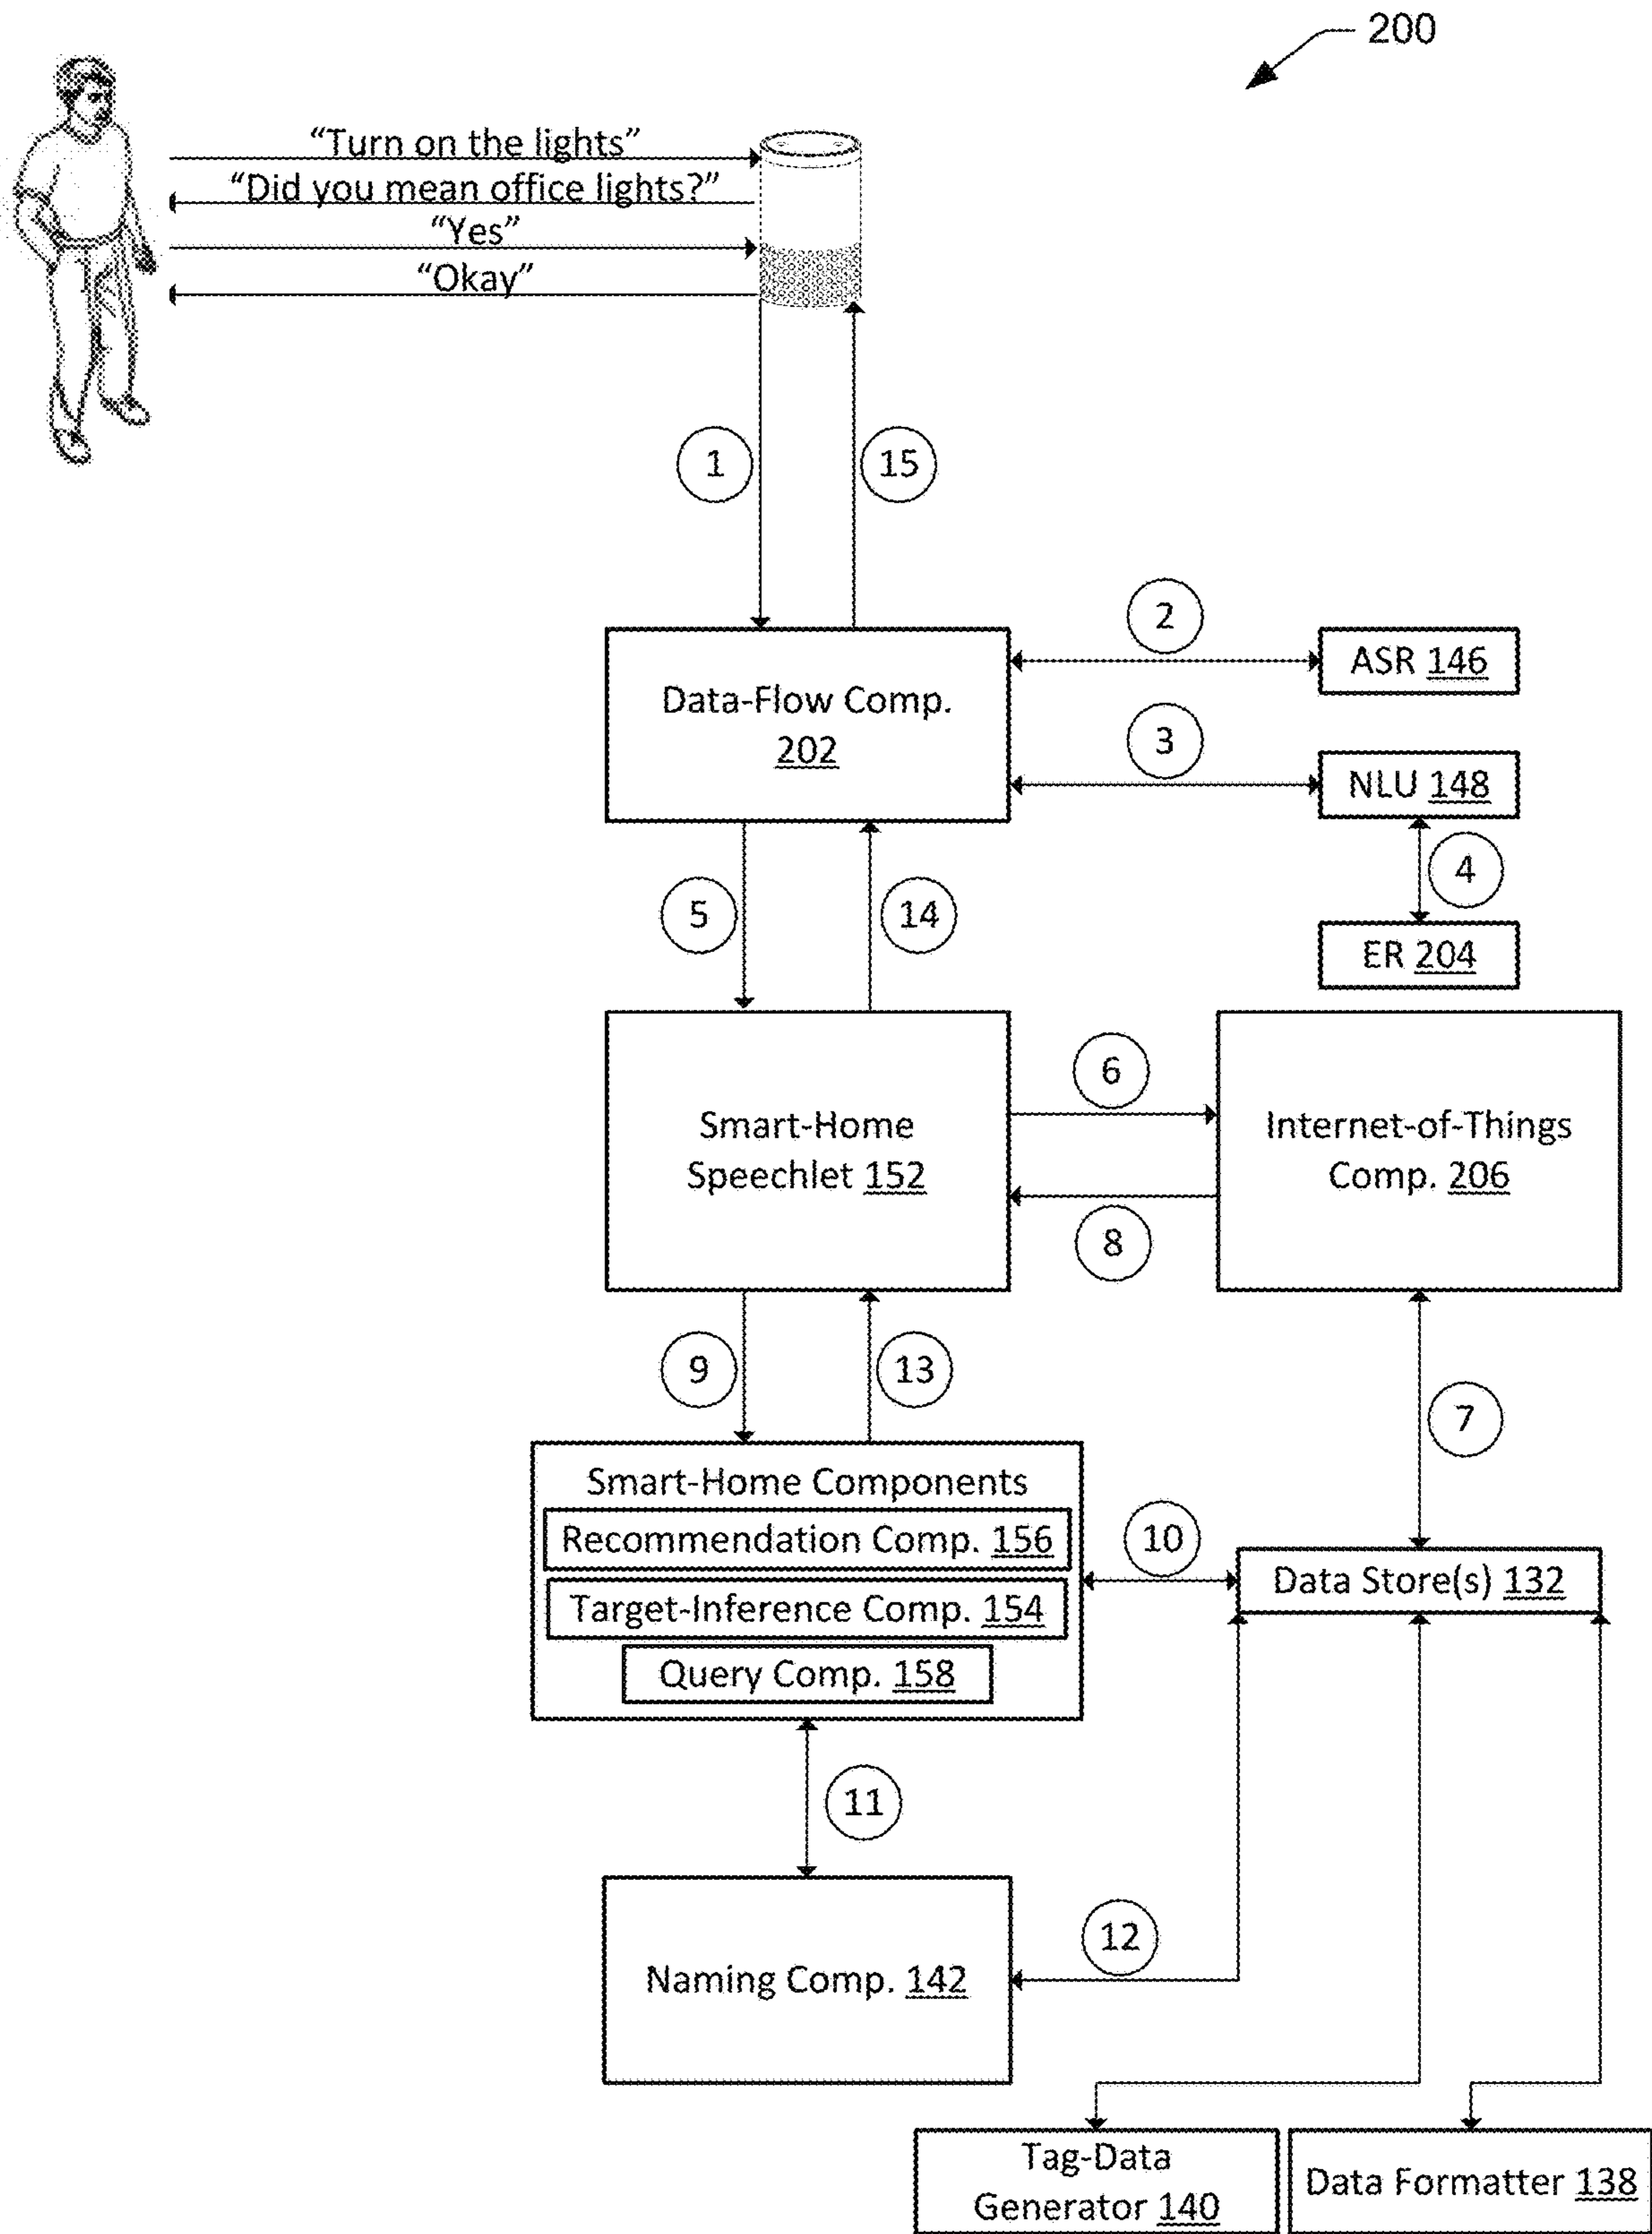 200
“Turn on the lights”
“Did you mean office lights?”
“Yes”
“Okay”
1
15
2
ASR 146
Data-Flow Comp.
202
3
NLU 148
4
5
14
ER 204
6
Smart-Home
Speechlet 152
Internet-of-Things
Comp. 206
8
9
13
7
Smart-Home Components
Recommendation Comp. 156
Target-Inference Comp. 154
Query Comp. 158
10
Data Store(s) 132
11
12
Naming Comp. 142
Tag-Data
Generator 140
Data Formatter 138